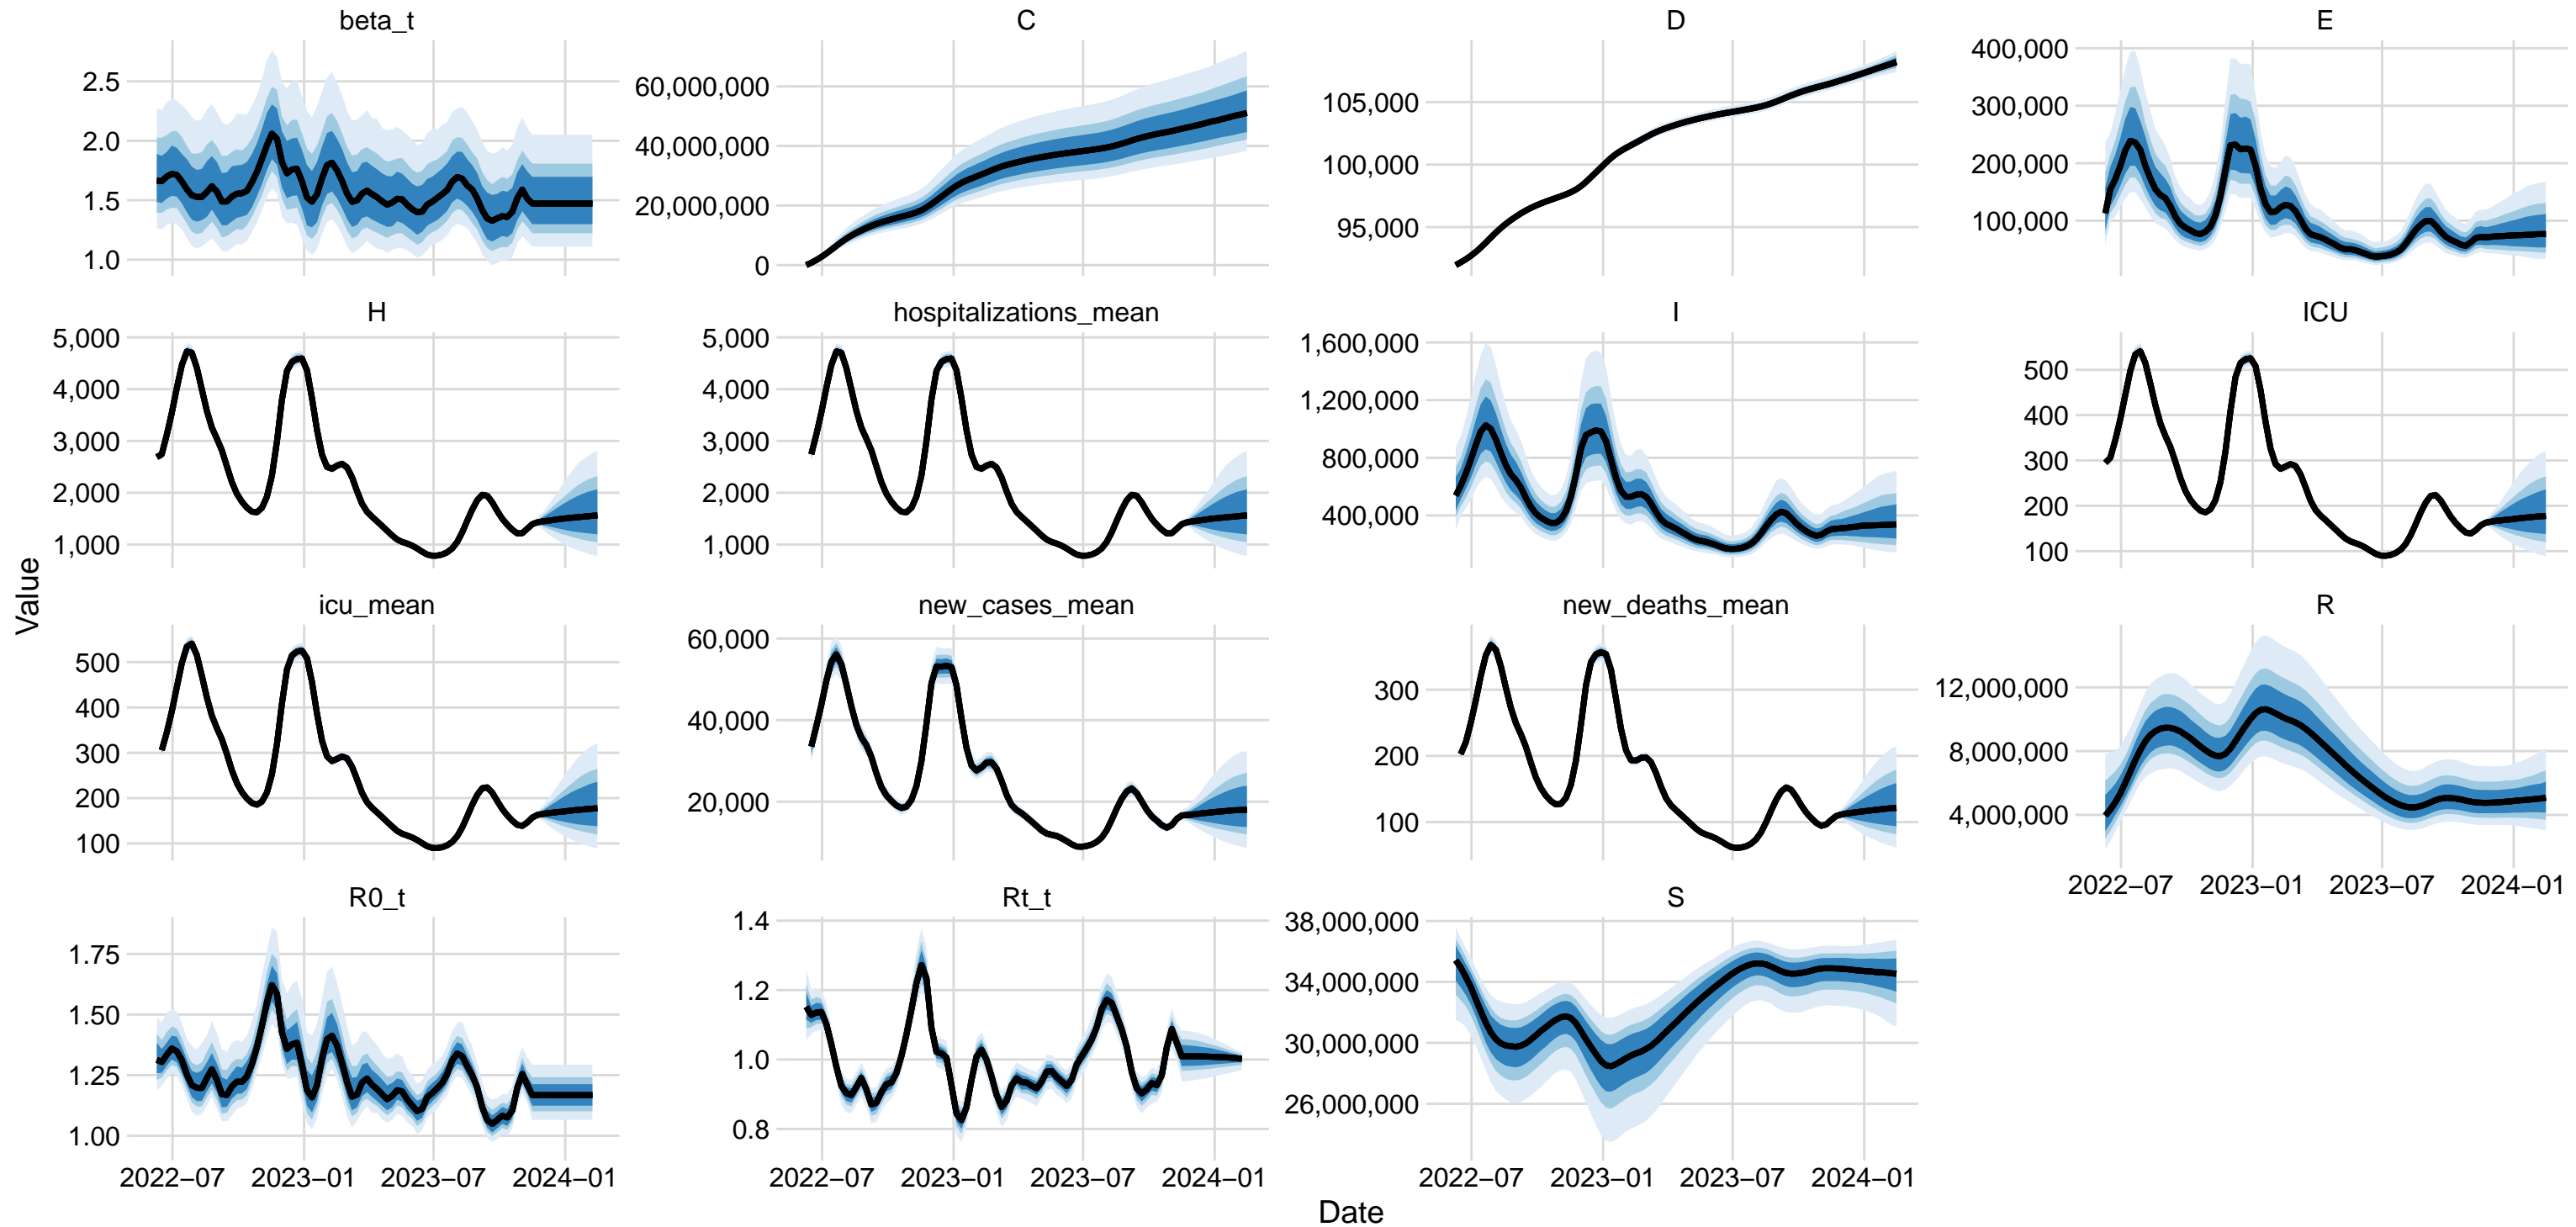 beta_t
C
D
E
2.5
2.0
1.5
1.0
60,000,000
40,000,000
20,000,000
0
105,000
100,000
95,000
400,000
300,000
200,000
100,000
H
hospitalizations_mean
I
ICU
5,000
4,000
3,000
2,000
1,000
5,000
4,000
3,000
2,000
1,000
1,600,000
1,200,000
800,000
400,000
500
400
300
200
100
Value
icu_mean
new_cases_mean
new_deaths_mean
R
500
400
300
200
100
60,000
40,000
20,000
300
200
100
12,000,000
8,000,000
4,000,000
2022−07 2023−01 2023−07 2024−01
R0_t
Rt_t
S
1.75
1.50
1.25
1.00
1.4
1.2
1.0
0.8
38,000,000
34,000,000
30,000,000
26,000,000
2022−07 2023−01 2023−07 2024−01
2022−07 2023−01 2023−07 2024−01
2022−07 2023−01 2023−07 2024−01
Date